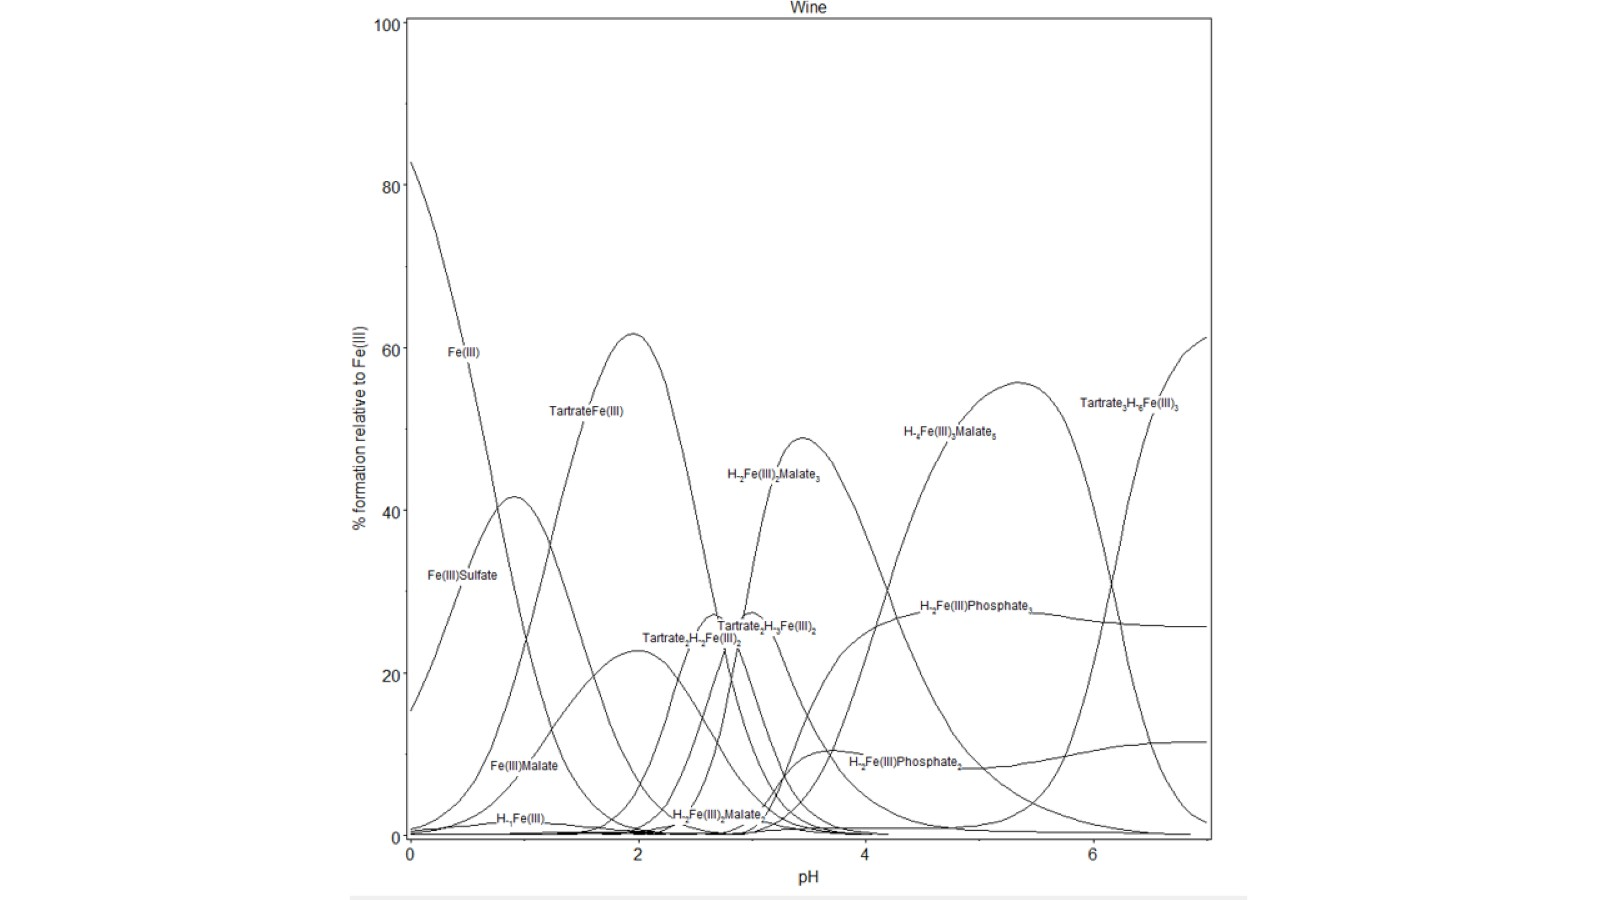 Wine
100
80
60
40
20
0
% formation relative to Fe(III)
Fe(III)
TartrateFe(III)
Tartrate₃H₋₆Fe(III)₃
H₋₄Fe(III)₃Malate₅
H₋₂Fe(III)₂Malate₃
Fe(III)Sulfate
H₋₂Fe(III)Phosphate₃
Tartrate₂H₋₃Fe(III)₂
Tartrate₂H₋₂Fe(III)₂
Fe(III)Malate
H₋₂Fe(III)Phosphate₂
H₋₁Fe(III)
H₋₂Fe(III)₂Malate₂
0
2
4
6
pH